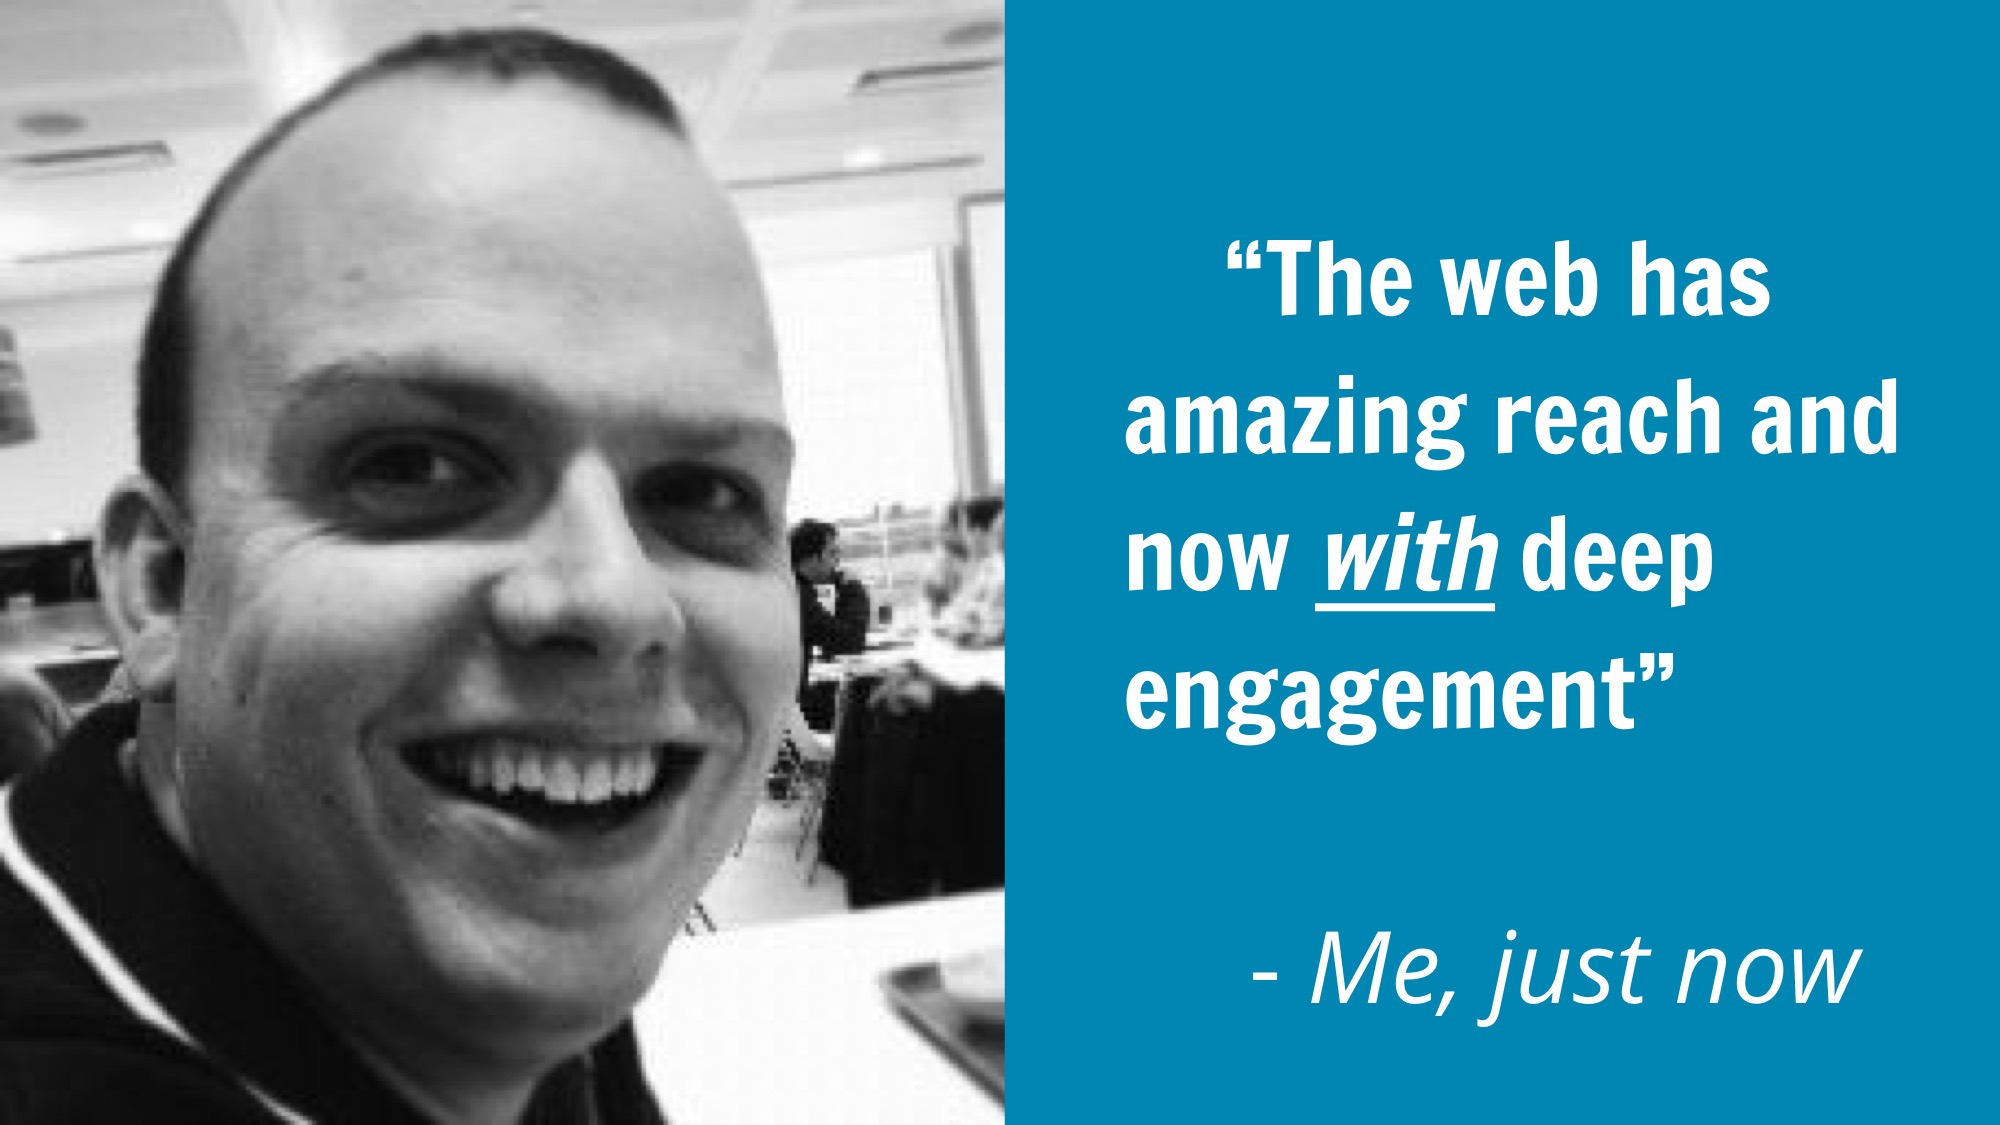 “The web has
amazing reach and
now with deep
engagement”
- Me, just now